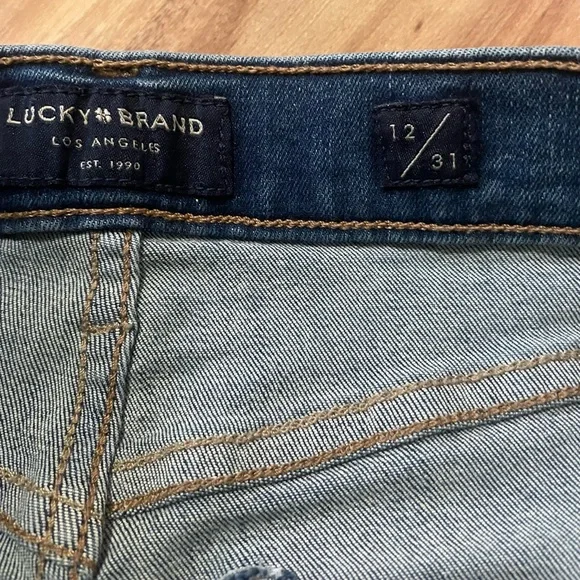 LUCKY BRAND
LOS ANGELES
EST. 1990
12/31